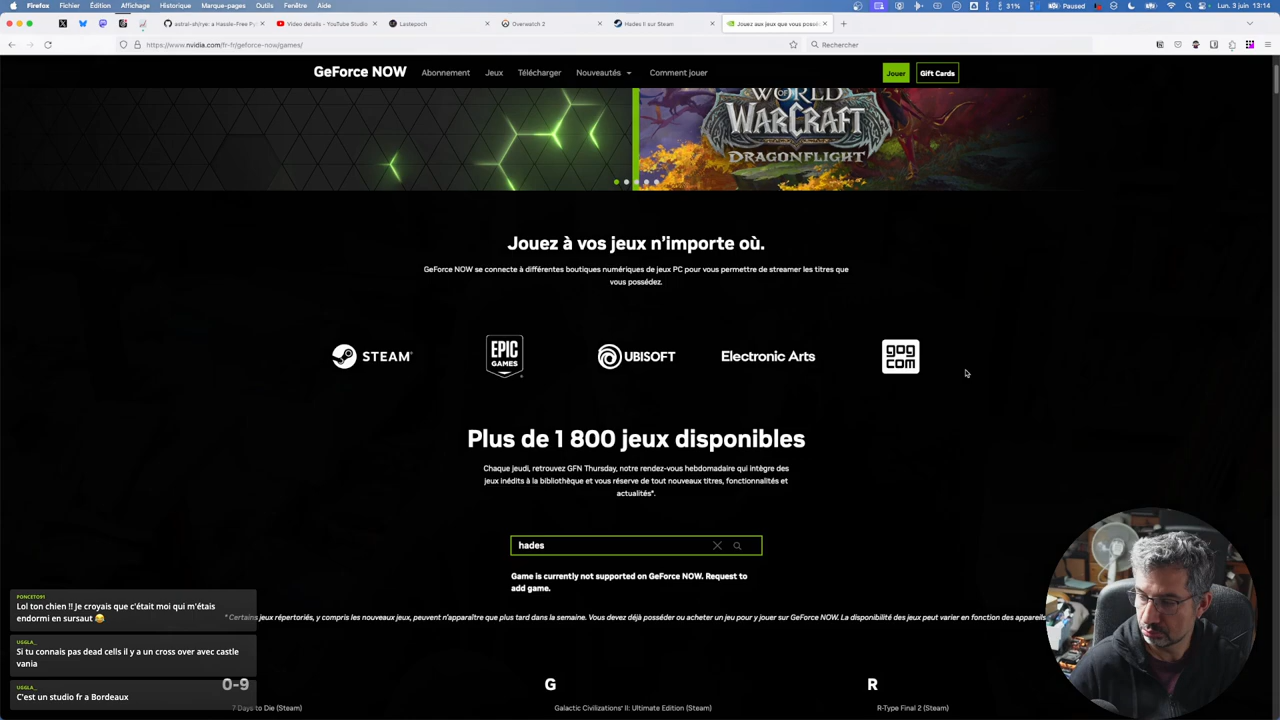 Firefox Fichier Édition Affichage Historique Marque-pages Outils Fenêtre Aide
31% Paused Lun. 3 juin 13:14
astral-sh/rye: a Hassle-Free Py
Video details - YouTube Studio
Lastepoch
Overwatch 2
Hades II sur Steam
Jouez aux jeux que vous possé
https://www.nvidia.com/fr-fr/geforce-now/games/
Rechercher
GeForce NOW Abonnement Jeux Télécharger Nouveautés Comment jouer Jouer Gift Cards
WORLD
WARCRAFT
DRAGONFLIGHT
Jouez à vos jeux n'importe où.
GeForce NOW se connecte à différentes boutiques numériques de jeux PC pour vous permettre de streamer les titres que
vous possédez.
STEAM
EPIC
GAMES
UBISOFT
Electronic Arts
gog
com
Plus de 1 800 jeux disponibles
Chaque jeudi, retrouvez GFN Thursday, notre rendez-vous hebdomadaire qui intègre des
jeux inédits à la bibliothèque et vous réserve de tout nouveaux titres, fonctionnalités et
actualités*.
hades
Game is currently not supported on GeForce NOW. Request to
add game.
* Certains jeux répertoriés, y compris les nouveaux jeux, peuvent n'apparaître que plus tard dans la semaine. Vous devez déjà posséder ou acheter un jeu pour y jouer sur GeForce NOW. La disponibilité des jeux peut varier en fonction des appareils
PONCETO91
Lol ton chien !! Je croyais que c'était moi qui m'étais
endormi en sursaut 😂
UGGLA_
Si tu connais pas dead cells il y a un cross over avec castle
vania
UGGLA_
C'est un studio fr a Bordeaux
0-9 G R
7 Days to Die (Steam)
Galactic Civilizations® II: Ultimate Edition (Steam)
R-Type Final 2 (Steam)